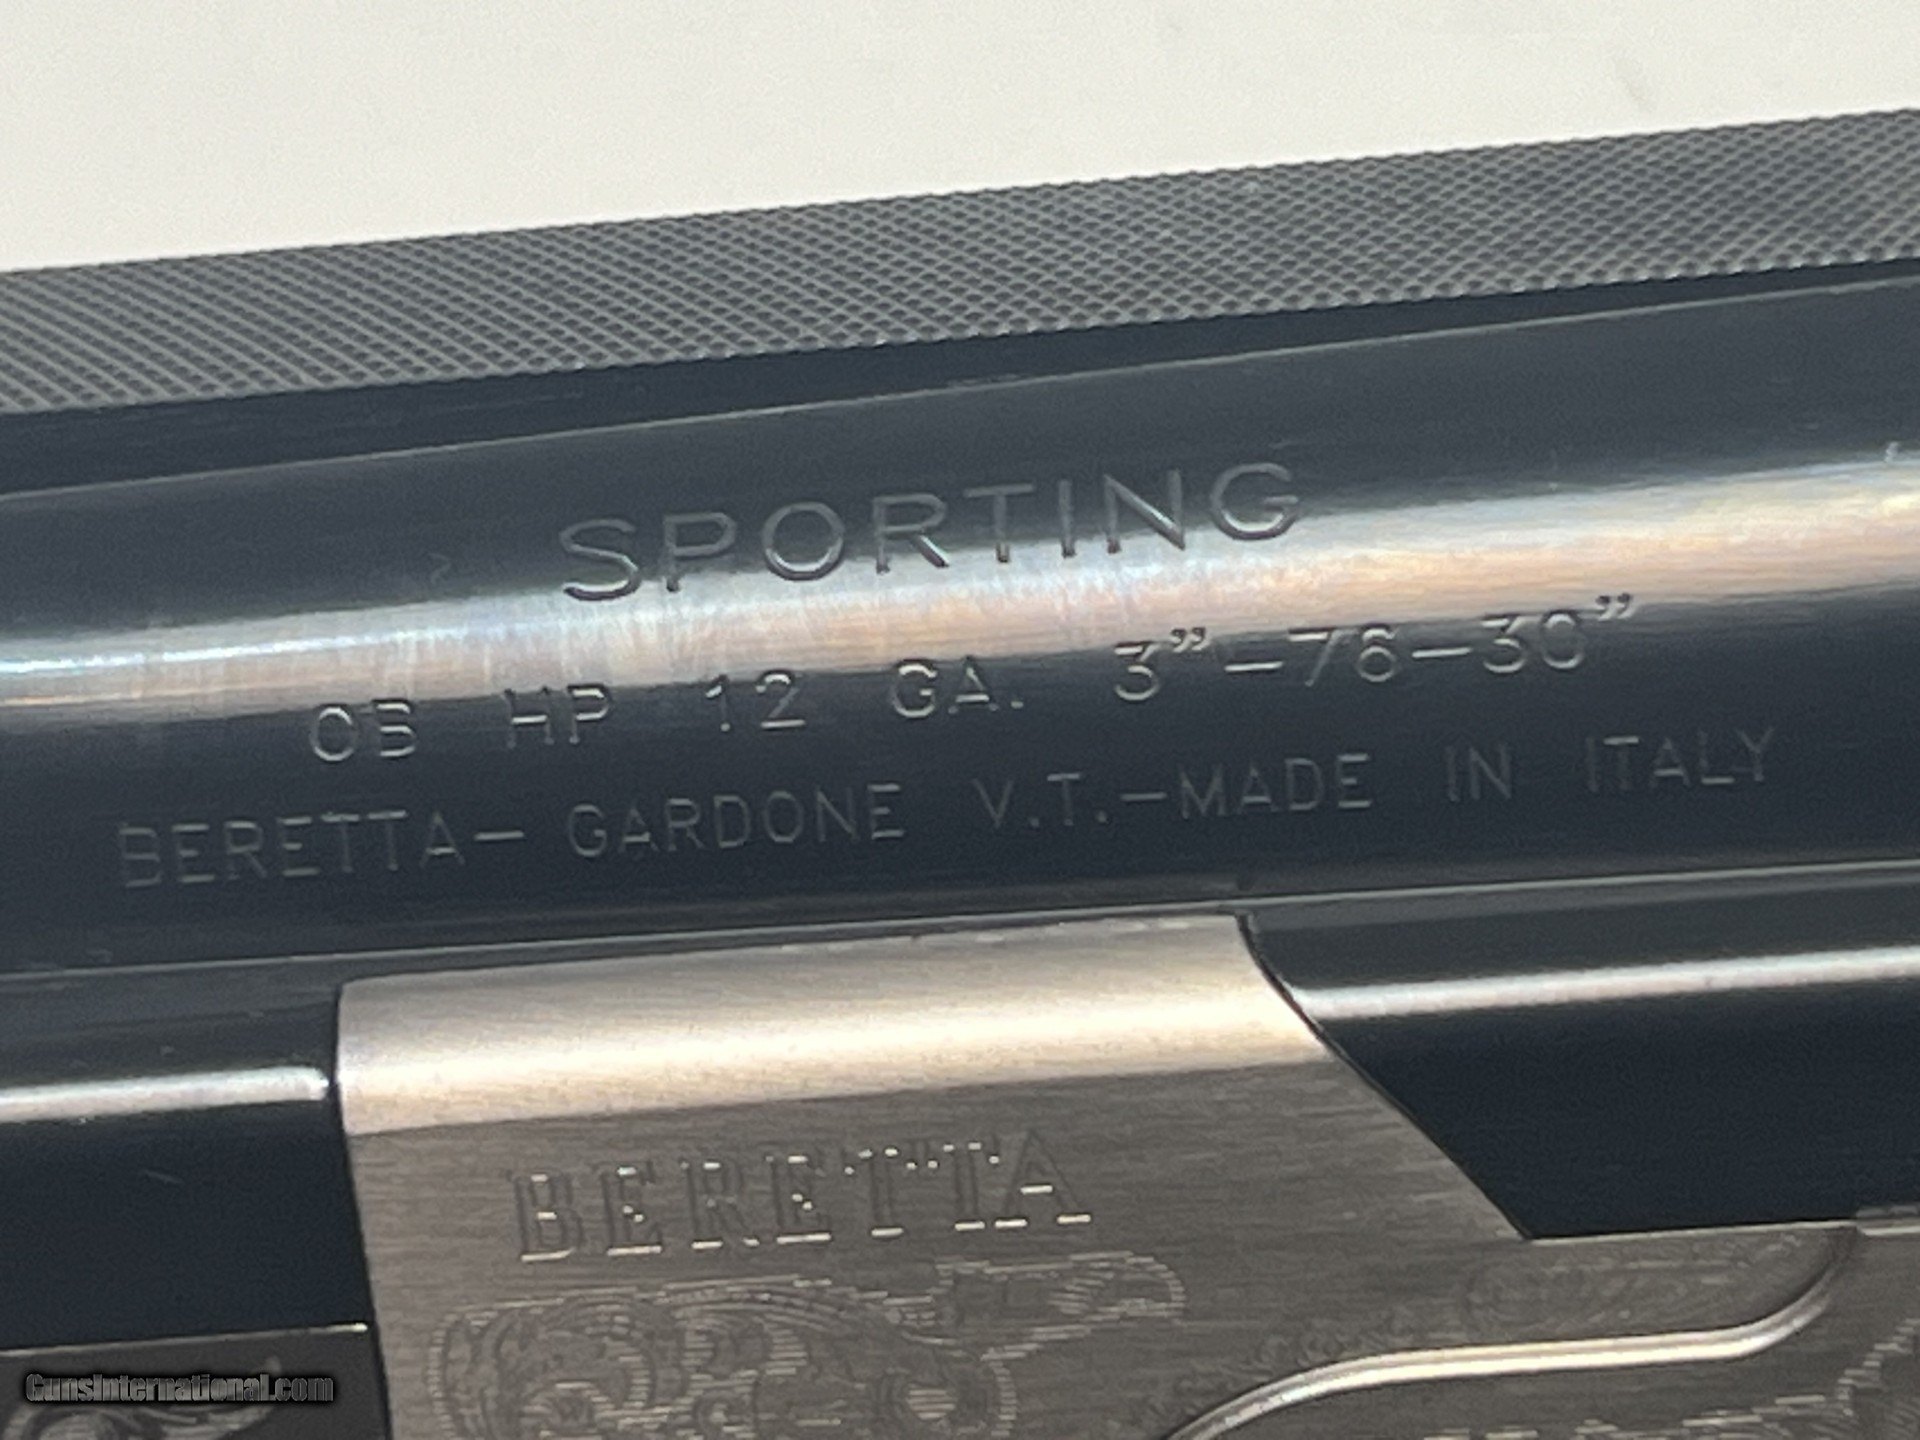 SPORTING
OB HP 12 GA. 3”-76-30”
BERETTA- GARDONE V.T.-MADE IN ITALY
BERETTA
GunsInternational.com